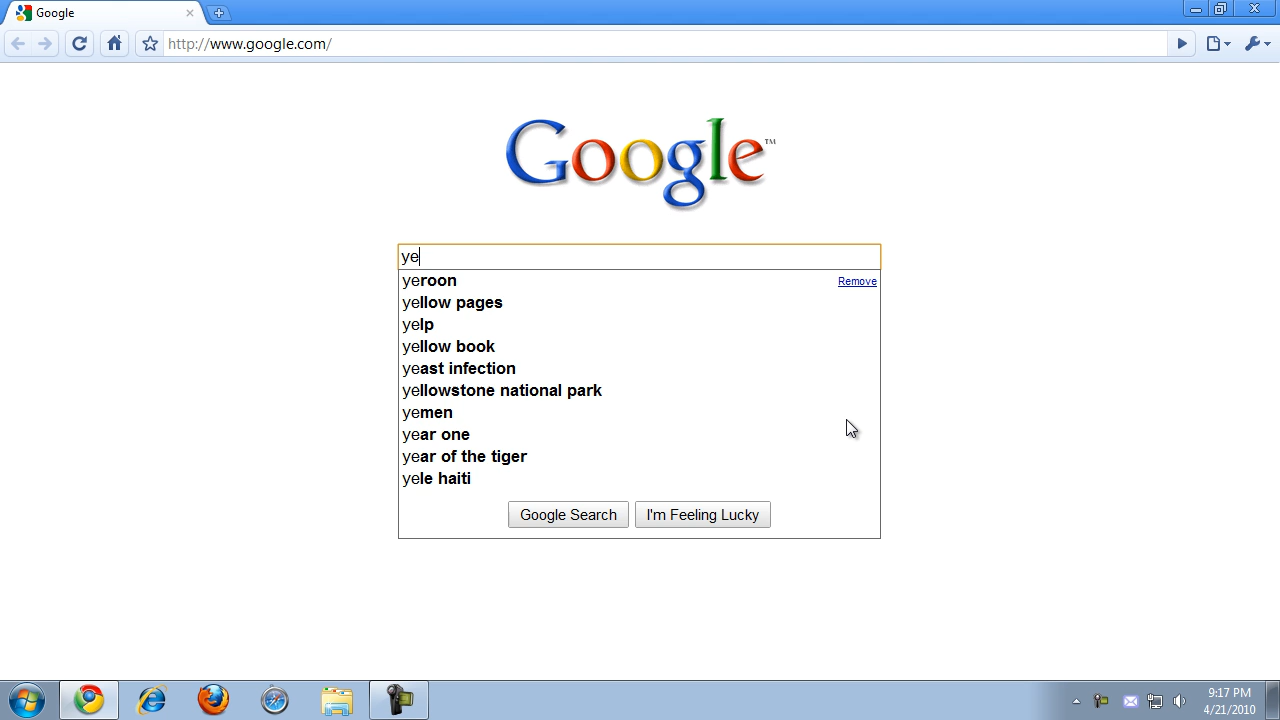 Google
http://www.google.com/
Google™
ye
yeroon Remove
yellow pages
yelp
yellow book
yeast infection
yellowstone national park
yemen
year one
year of the tiger
yele haiti
Google Search I'm Feeling Lucky
9:17 PM
4/21/2010